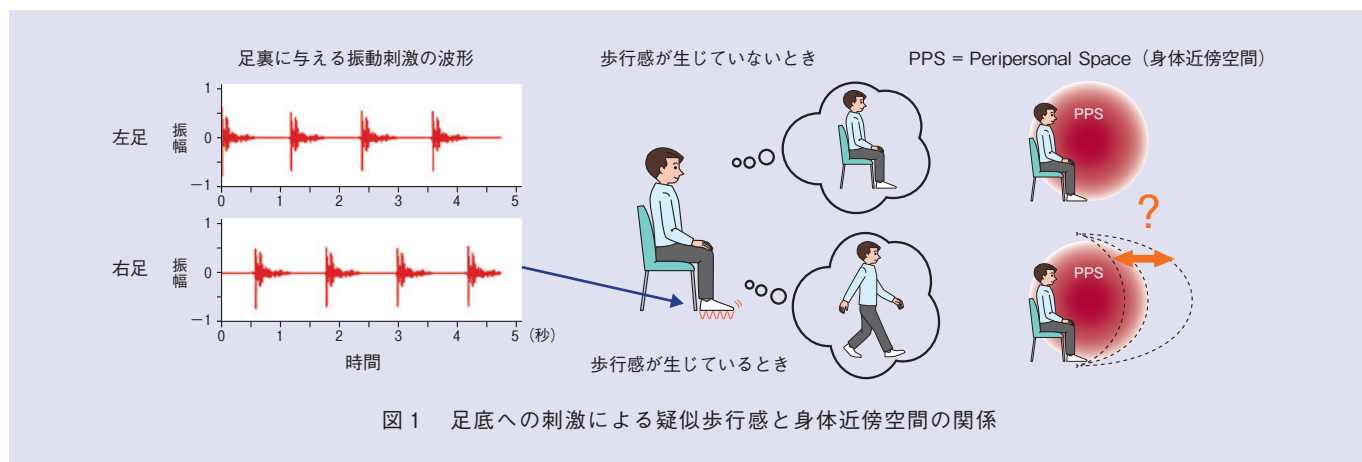 足裏に与える振動刺激の波形
左足
振幅
1
0
−1
0 1 2 3 4 5
右足
振幅
1
0
−1
0 1 2 3 4 5 (秒)
時間
歩行感が生じていないとき
歩行感が生じているとき
PPS = Peripersonal Space(身体近傍空間)
PPS
?
PPS
図1 足底への刺激による疑似歩行感と身体近傍空間の関係